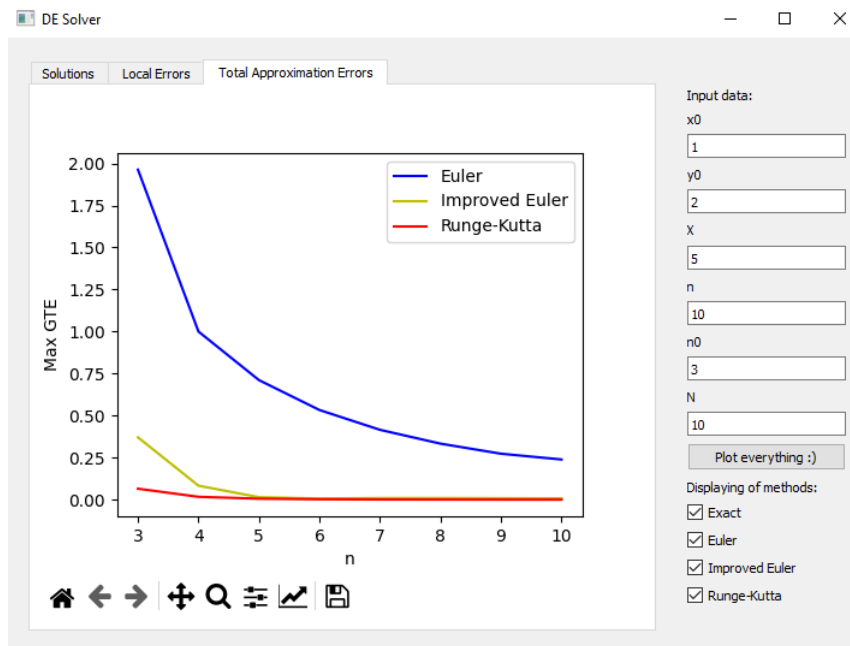 DE Solver
Solutions Local Errors Total Approximation Errors
2.00
1.75
1.50
1.25
1.00
0.75
0.50
0.25
0.00
Max GTE
3 4 5 6 7 8 9 10
n
Euler
Improved Euler
Runge-Kutta
Input data:
x0
1
y0
2
X
5
n
10
n0
3
N
10
Plot everything :)
Displaying of methods:
Exact
Euler
Improved Euler
Runge-Kutta